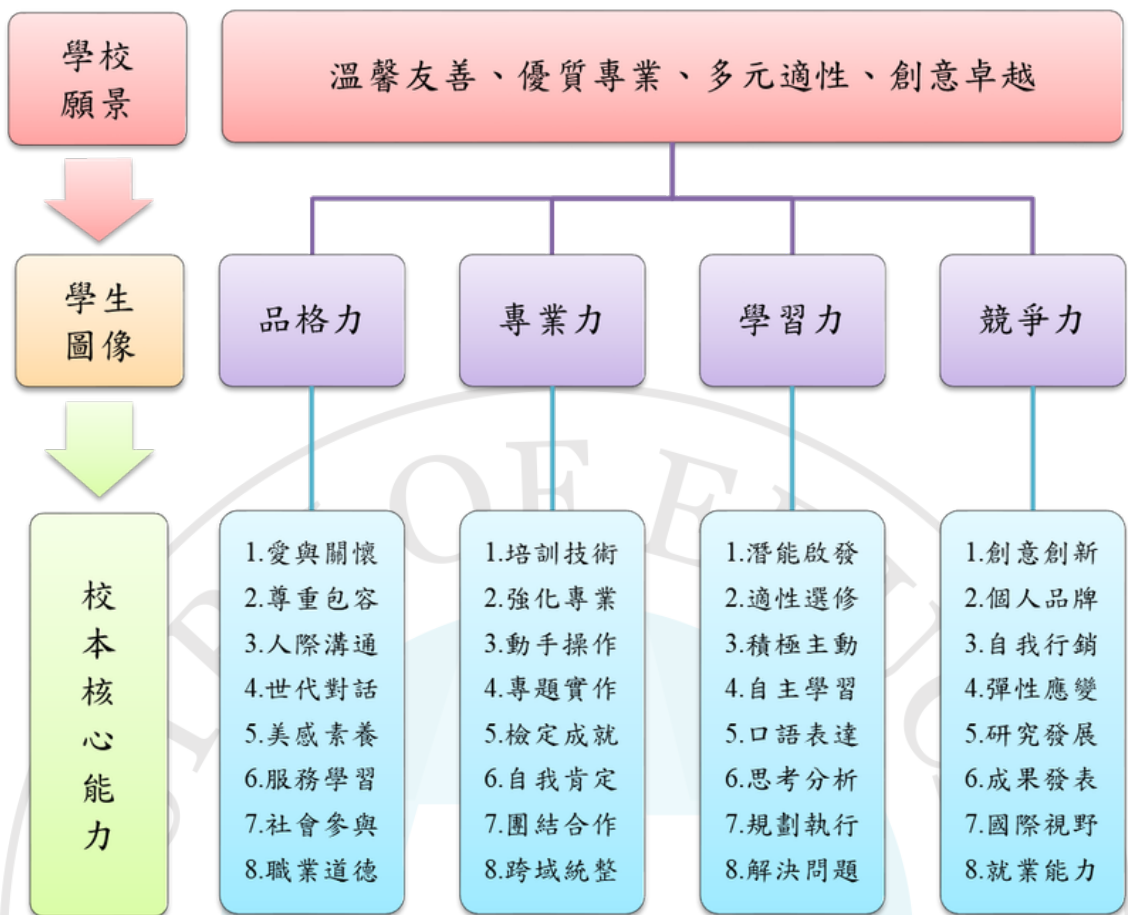 學校
願景
溫馨友善、優質專業、多元適性、創意卓越
學生
圖像
品格力
專業力
學習力
競爭力
校
本
核
心
能
力
1.愛與關懷
2.尊重包容
3.人際溝通
4.世代對話
5.美感素養
6.服務學習
7.社會參與
8.職業道德
1.培訓技術
2.強化專業
3.動手操作
4.專題實作
5.檢定成就
6.自我肯定
7.團結合作
8.跨域統整
1.潛能啟發
2.適性選修
3.積極主動
4.自主學習
5.口語表達
6.思考分析
7.規劃執行
8.解決問題
1.創意創新
2.個人品牌
3.自我行銷
4.彈性應變
5.研究發展
6.成果發表
7.國際視野
8.就業能力
OF